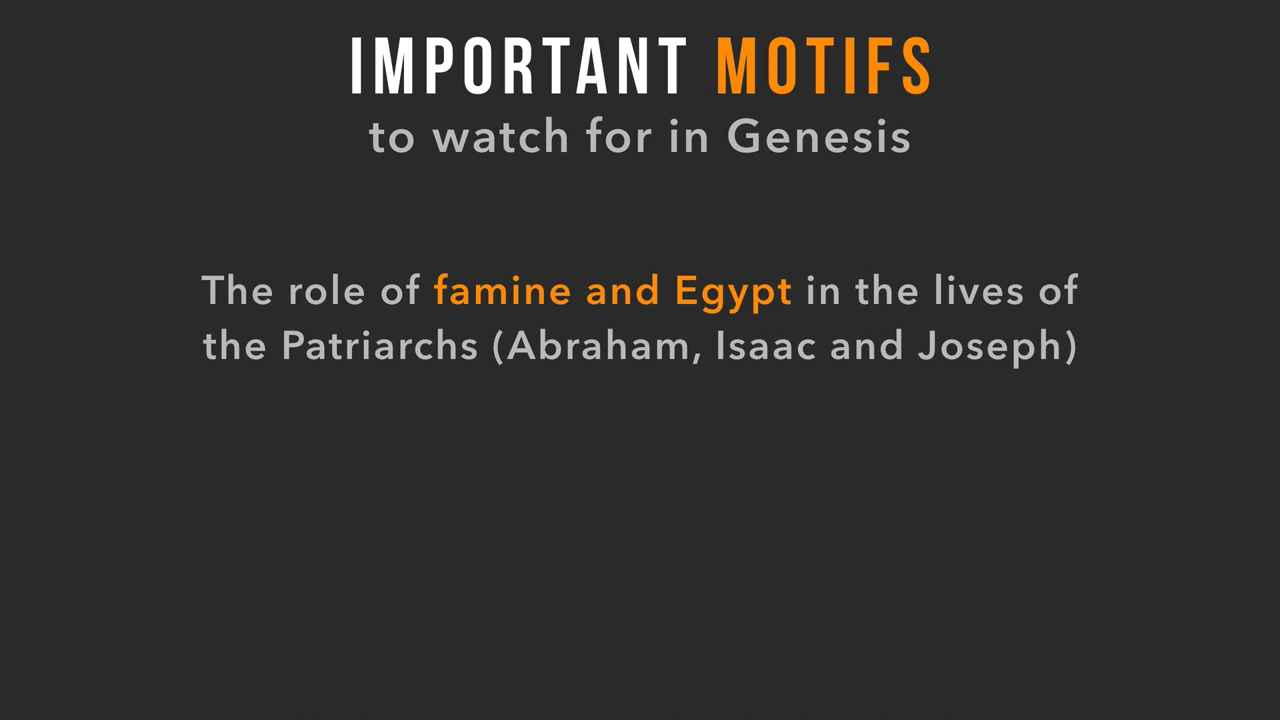 IMPORTANT MOTIFS
to watch for in Genesis
The role of famine and Egypt in the lives of
the Patriarchs (Abraham, Isaac and Joseph)